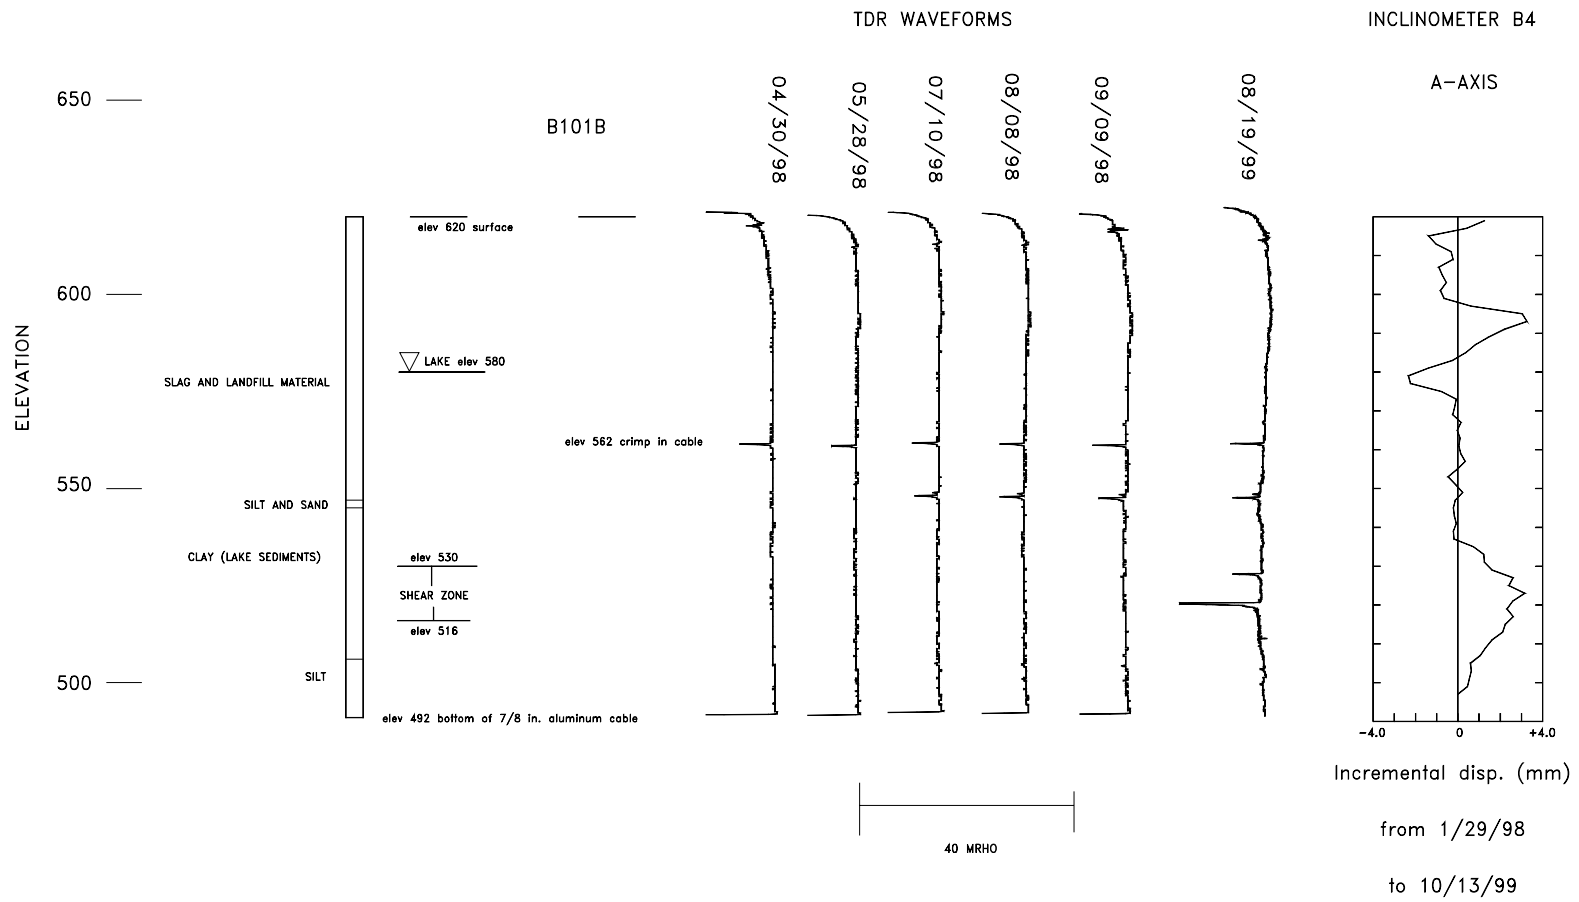 TDR WAVEFORMS
INCLINOMETER B4
A-AXIS
650
B101B
04/30/98
05/28/98
07/10/98
08/08/98
09/09/98
08/19/99
elev 620 surface
600
ELEVATION
LAKE elev 580
SLAG AND LANDFILL MATERIAL
elev 562 crimp in cable
550
SILT AND SAND
CLAY (LAKE SEDIMENTS)
elev 530
SHEAR ZONE
elev 516
SILT
500
elev 492 bottom of 7/8 in. aluminum cable
-4.0
0
+4.0
Incremental disp. (mm)
from 1/29/98
to 10/13/99
40 MRHO